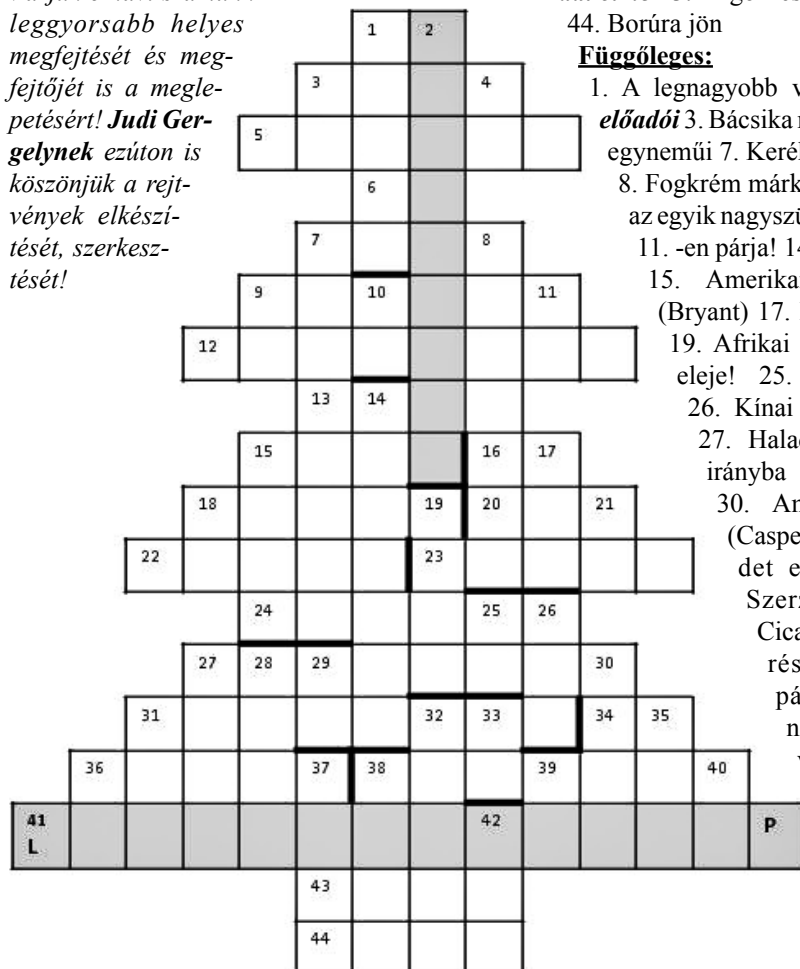 leggyorsabb helyes
megfejtését és meg-
fejtőjét is a megle-
petésért! Judi Ger-
gelynek ezúton is
köszönjük a rejt-
vények elkészí-
tését, szerkesz-
tését!
44. Borúra jön
Függőleges:
1. A legnagyobb v
előadói 3. Bácsika
egyneműi 7. Kerék
8. Fogkrém márk
az egyik nagyszü
11. -en párja! 14
15. Amerika
(Bryant) 17.
19. Afrikai
eleje! 25.
26. Kínai
27. Hala
irányba
30. An
(Caspe
det e
Szerz
Cica
rés
pá
n
1 2
3 4
5
6
7 8
9 10 11
12
13 14
15 16 17
18 19 20 21
22 23
24 25 26
27 28 29 30
31 32 33 34 35
36 37 38 39 40
41 42
L P
43
44